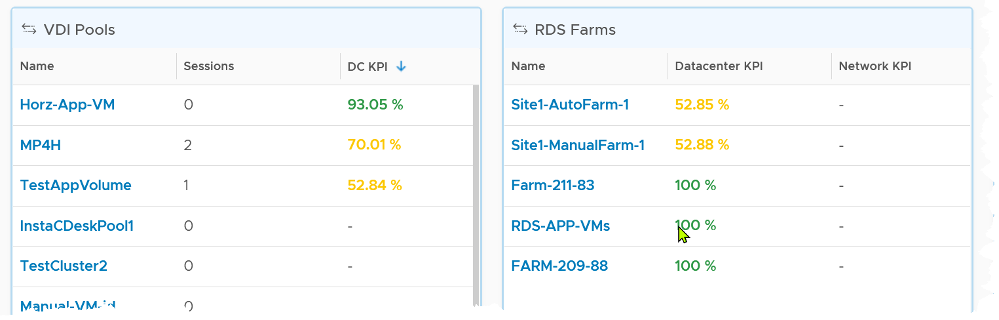 VDI Pools
Name Sessions DC KPI
Horz-App-VM 0 93.05 %
MP4H 2 70.01 %
TestAppVolume 1 52.84 %
InstaCDeskPool1 0 -
TestCluster2 0 -
Manual-VM-id 0
RDS Farms
Name Datacenter KPI Network KPI
Site1-AutoFarm-1 52.85 % -
Site1-ManualFarm-1 52.88 % -
Farm-211-83 100 % -
RDS-APP-VMs 100 % -
FARM-209-88 100 % -